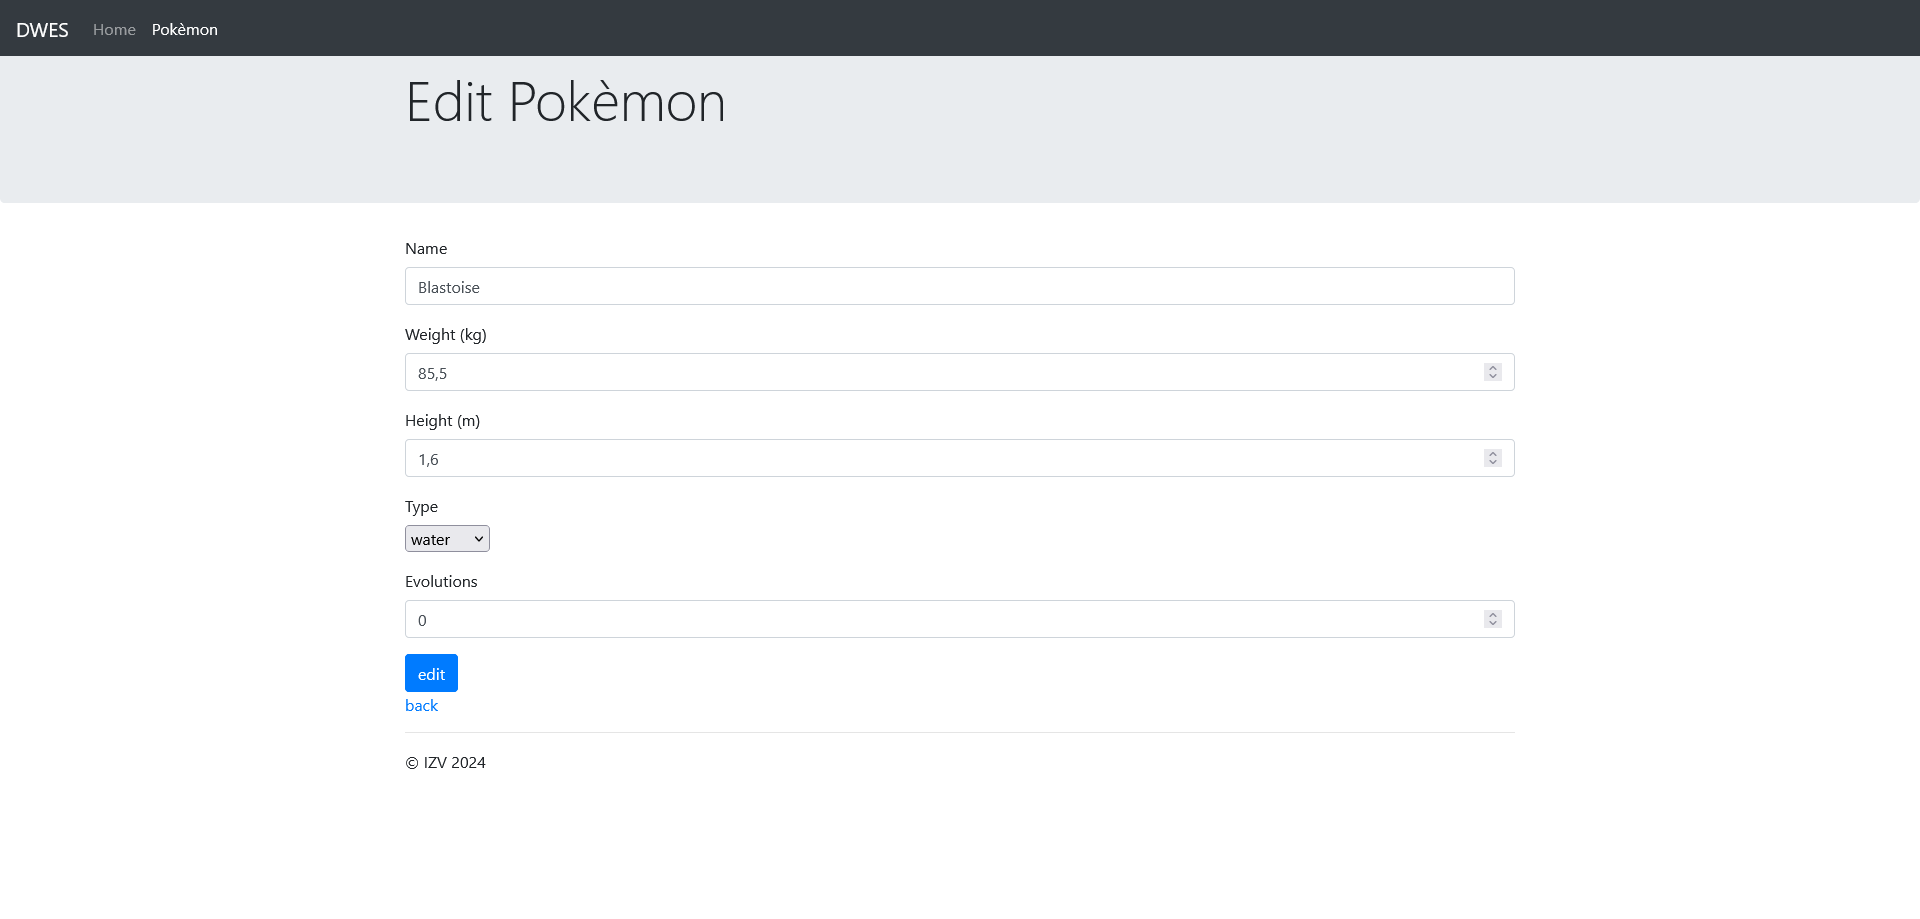 DWES Home Pokèmon
Edit Pokèmon
Name
Blastoise
Weight (kg)
85,5
Height (m)
1,6
Type
water
Evolutions
0
edit
back
© IZV 2024